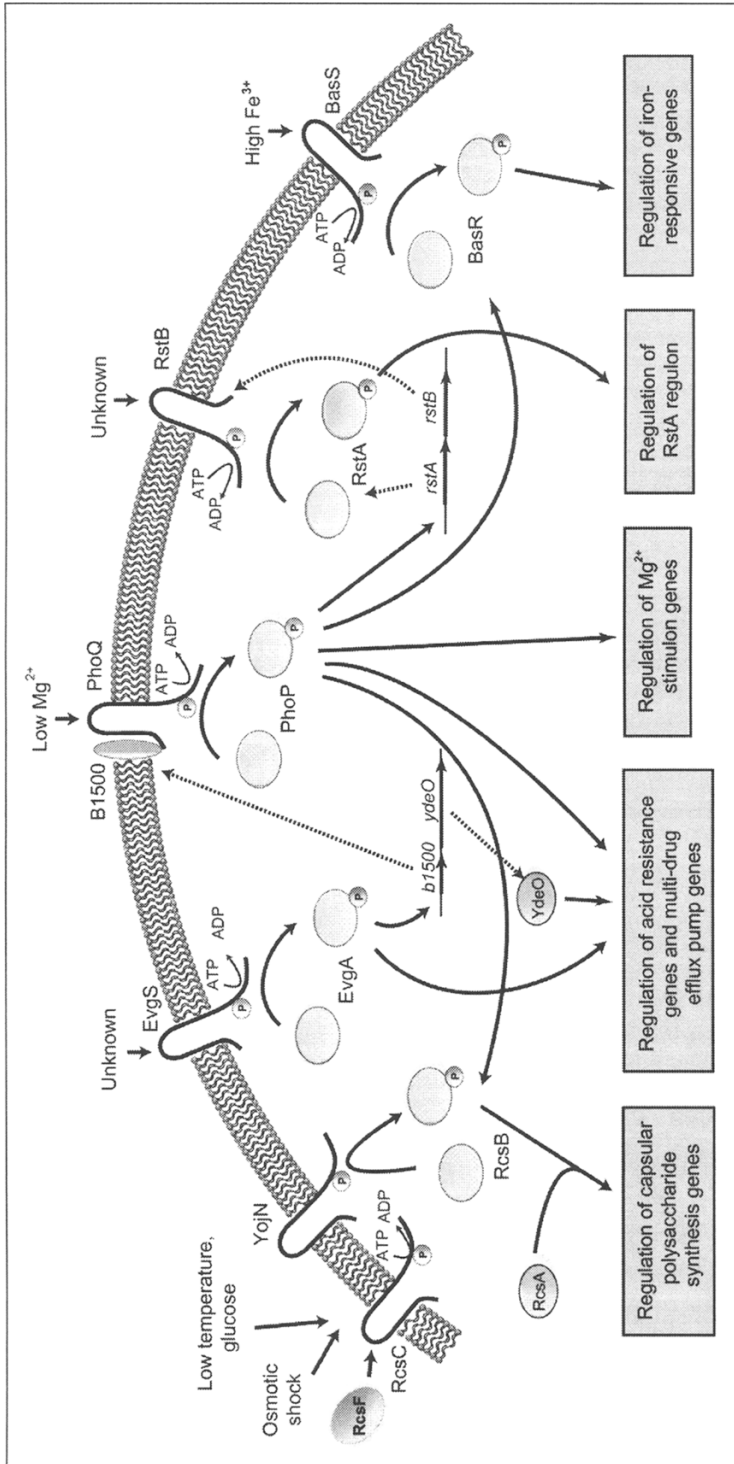 Low temperature,
glucose
Osmotic
shock
RcsF
RcsC
ATP
ADP
P
YojN
P
RcsB
P
RcsA
Unknown
EvgS
ATP
ADP
P
EvgA
P
b1500
ydeO
YdeO
B1500
Low Mg2+
PhoQ
ATP
ADP
P
PhoP
P
Unknown
RstB
ATP
ADP
P
RstA
P
rstA
rstB
High Fe3+
BasS
ATP
ADP
P
BasR
P
Regulation of capsular
polysaccharide
synthesis genes
Regulation of acid resistance
genes and multi-drug
efflux pump genes
Regulation of Mg2+
stimulon genes
Regulation of
RstA regulon
Regulation of iron-
responsive genes